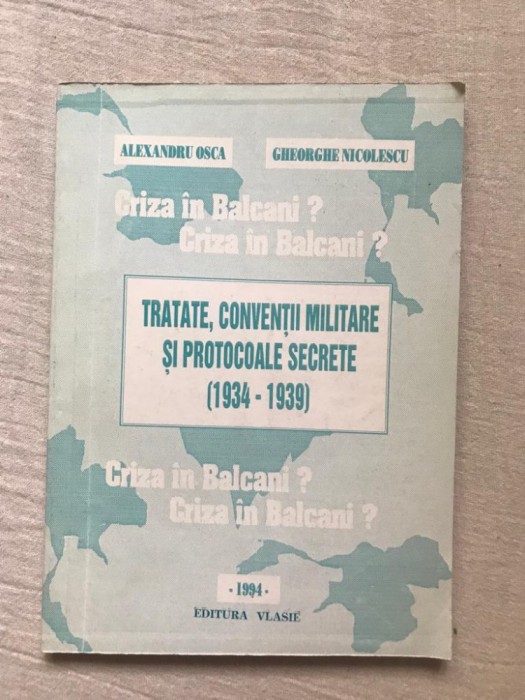 ALEXANDRU OSCA
GHEORGHE NICOLESCU
Criza în Balcani ?
Criza în Balcani ?
TRATATE, CONVENȚII MILITARE
ȘI PROTOCOALE SECRETE
(1934 - 1939)
Criza în Balcani ?
Criza în Balcani ?
- 1994 -
EDITURA VLASIE